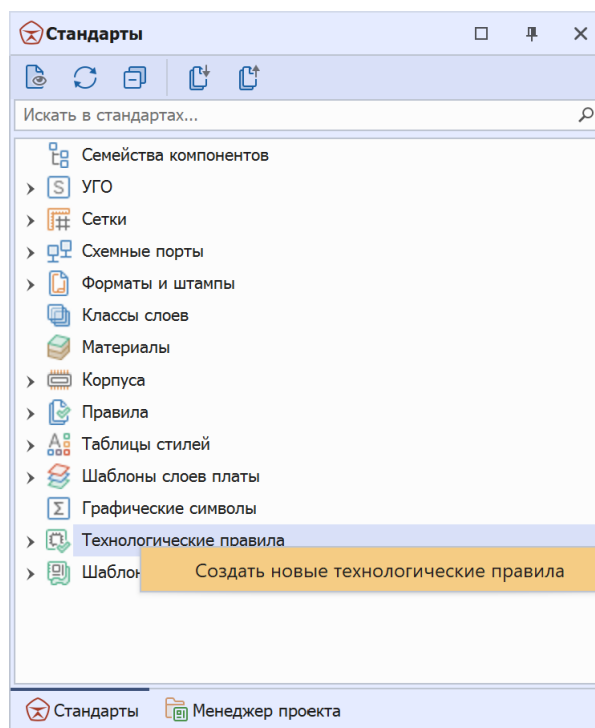 Стандарты
Искать в стандартах...
Семейства компонентов
УГО
Сетки
Схемные порты
Форматы и штампы
Классы слоев
Материалы
Корпуса
Правила
Таблицы стилей
Шаблоны слоев платы
Графические символы
Технологические правила
Создать новые технологические правила
Стандарты
Менеджер проекта